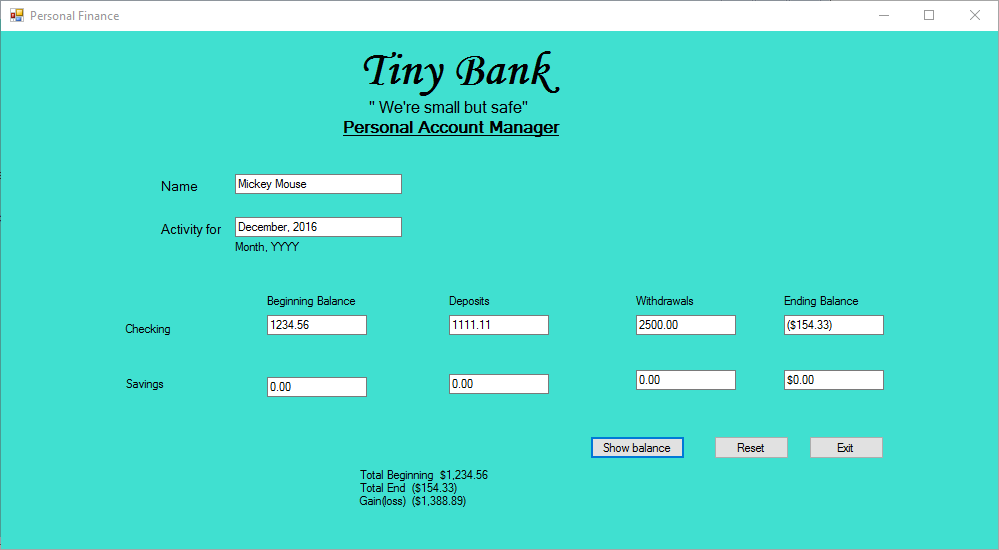 Personal Finance
Tiny Bank
" We're small but safe"
Personal Account Manager
Name Mickey Mouse
Activity for December, 2016
Month, YYYY
Beginning Balance Deposits Withdrawals Ending Balance
Checking 1234.56 1111.11 2500.00 ($154.33)
Savings 0.00 0.00 0.00 $0.00
Show balance Reset Exit
Total Beginning $1,234.56
Total End ($154.33)
Gain(loss) ($1,388.89)